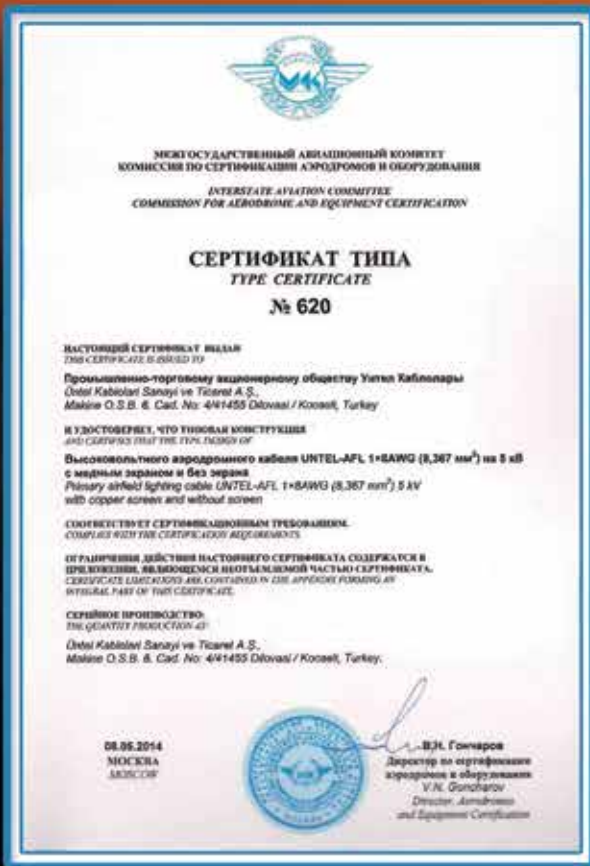 МЕЖГОСУДАРСТВЕННЫЙ АВИАЦИОННЫЙ КОМИТЕТ
КОМИССИЯ ПО СЕРТИФИКАЦИИ АЭРОДРОМОВ И ОБОРУДОВАНИЯ
INTERSTATE AVIATION COMMITTEE
COMMISSION FOR AERODROME AND EQUIPMENT CERTIFICATION
СЕРТИФИКАТ ТИПА
TYPE CERTIFICATE
№ 620
НАСТОЯЩИЙ СЕРТИФИКАТ ВЫДАН
THIS CERTIFICATE IS ISSUED TO
Промышленно-торговому акционерному обществу Унтел Каблолары
Üntel Kabloları Sanayi ve Ticaret A.Ş.,
Makine O.S.B. 6. Cad. No: 4/41455 Dilovası / Kocaeli, Turkey
И УДОСТОВЕРЯЕТ, ЧТО ТИПОВАЯ КОНСТРУКЦИЯ
AND CERTIFIES THAT THE TYPE DESIGN OF
Высоковольтного аэродромного кабеля UNTEL-AFL 1×8AWG (8,367 мм²) на 5 кВ
с медным экраном и без экрана
Primary airfield lighting cable UNTEL-AFL 1×8AWG (8,367 mm²) 5 kV
with copper screen and without screen
СООТВЕТСТВУЕТ СЕРТИФИКАЦИОННЫМ ТРЕБОВАНИЯМ.
COMPLIES WITH THE CERTIFICATION REQUIREMENTS.
ОГРАНИЧЕНИЯ ДЕЙСТВИЯ НАСТОЯЩЕГО СЕРТИФИКАТА СОДЕРЖАТСЯ В
ПРИЛОЖЕНИИ, ЯВЛЯЮЩЕМСЯ НЕОТЪЕМЛЕМОЙ ЧАСТЬЮ СЕРТИФИКАТА.
CERTIFICATE LIMITATIONS ARE CONTAINED IN THE APPENDIX FORMING AN
INTEGRAL PART OF THIS CERTIFICATE.
СЕРИЙНОЕ ПРОИЗВОДСТВО:
THE QUANTITY PRODUCTION AT:
Üntel Kabloları Sanayi ve Ticaret A.Ş.,
Makine O.S.B. 6. Cad. No: 4/41455 Dilovası / Kocaeli, Turkey.
08.05.2014
МОСКВА
MOSCOW
В.Н. Гончаров
Директор по сертификации
аэродромов и оборудования
V.N. Goncharov
Director, Aerodromes
and Equipment Certification